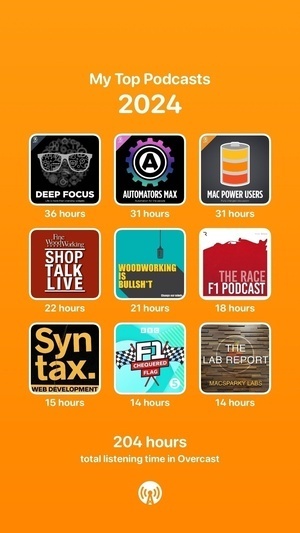 My Top Podcasts
2024
DEEP FOCUS
AUTOMATORS MAX
MAC POWER USERS
36 hours
31 hours
31 hours
Fine
WoodWorking
SHOP
TALK
LIVE
WOODWORKING
IS
BULLSH*T
THE RACE
F1 PODCAST
22 hours
21 hours
18 hours
Syn
tax.
WEB DEVELOPMENT
BBC
F1
CHEQUERED
FLAG
5
THE
LAB REPORT
MACSPARKY LABS
15 hours
14 hours
14 hours
204 hours
total listening time in Overcast